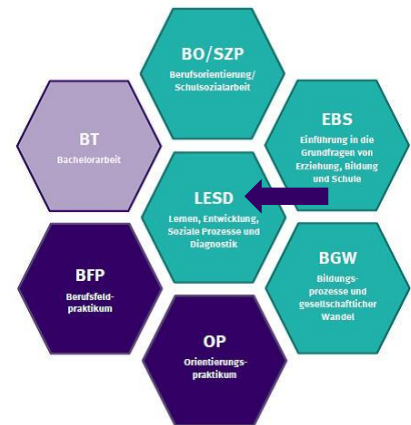 BO/SZP
Berufsorientierung/
Schulsozialarbeit
EBS
Einführung in die
Grundfragen von
Erziehung, Bildung
und Schule
BT
Bachelorarbeit
LESD
Lernen, Entwicklung,
Soziale Prozesse und
Diagnostik
BGW
Bildungs-
prozesse und
gesellschaftlicher
Wandel
BFP
Berufsfeld-
praktikum
OP
Orientierungs-
praktikum